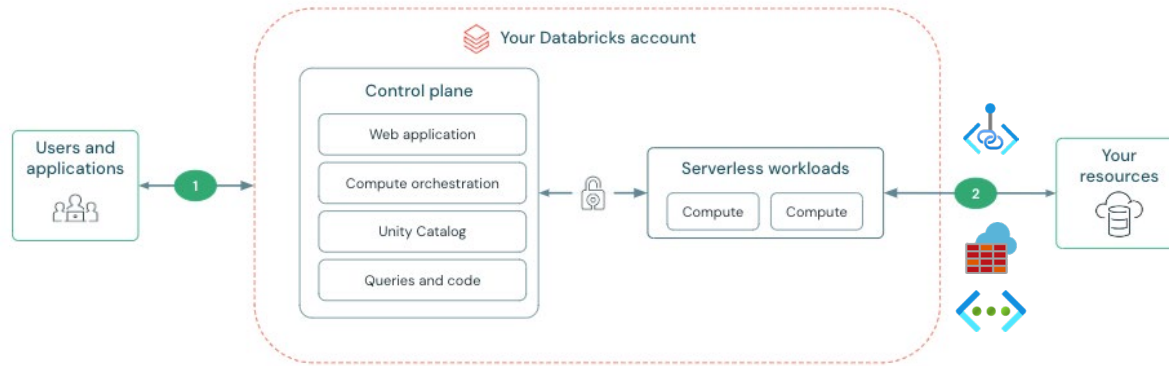 Your Databricks account
Control plane
Web application
Users and
applications
1
Compute orchestration
Unity Catalog
Queries and code
Serverless workloads
Compute
Compute
2
Your
resources